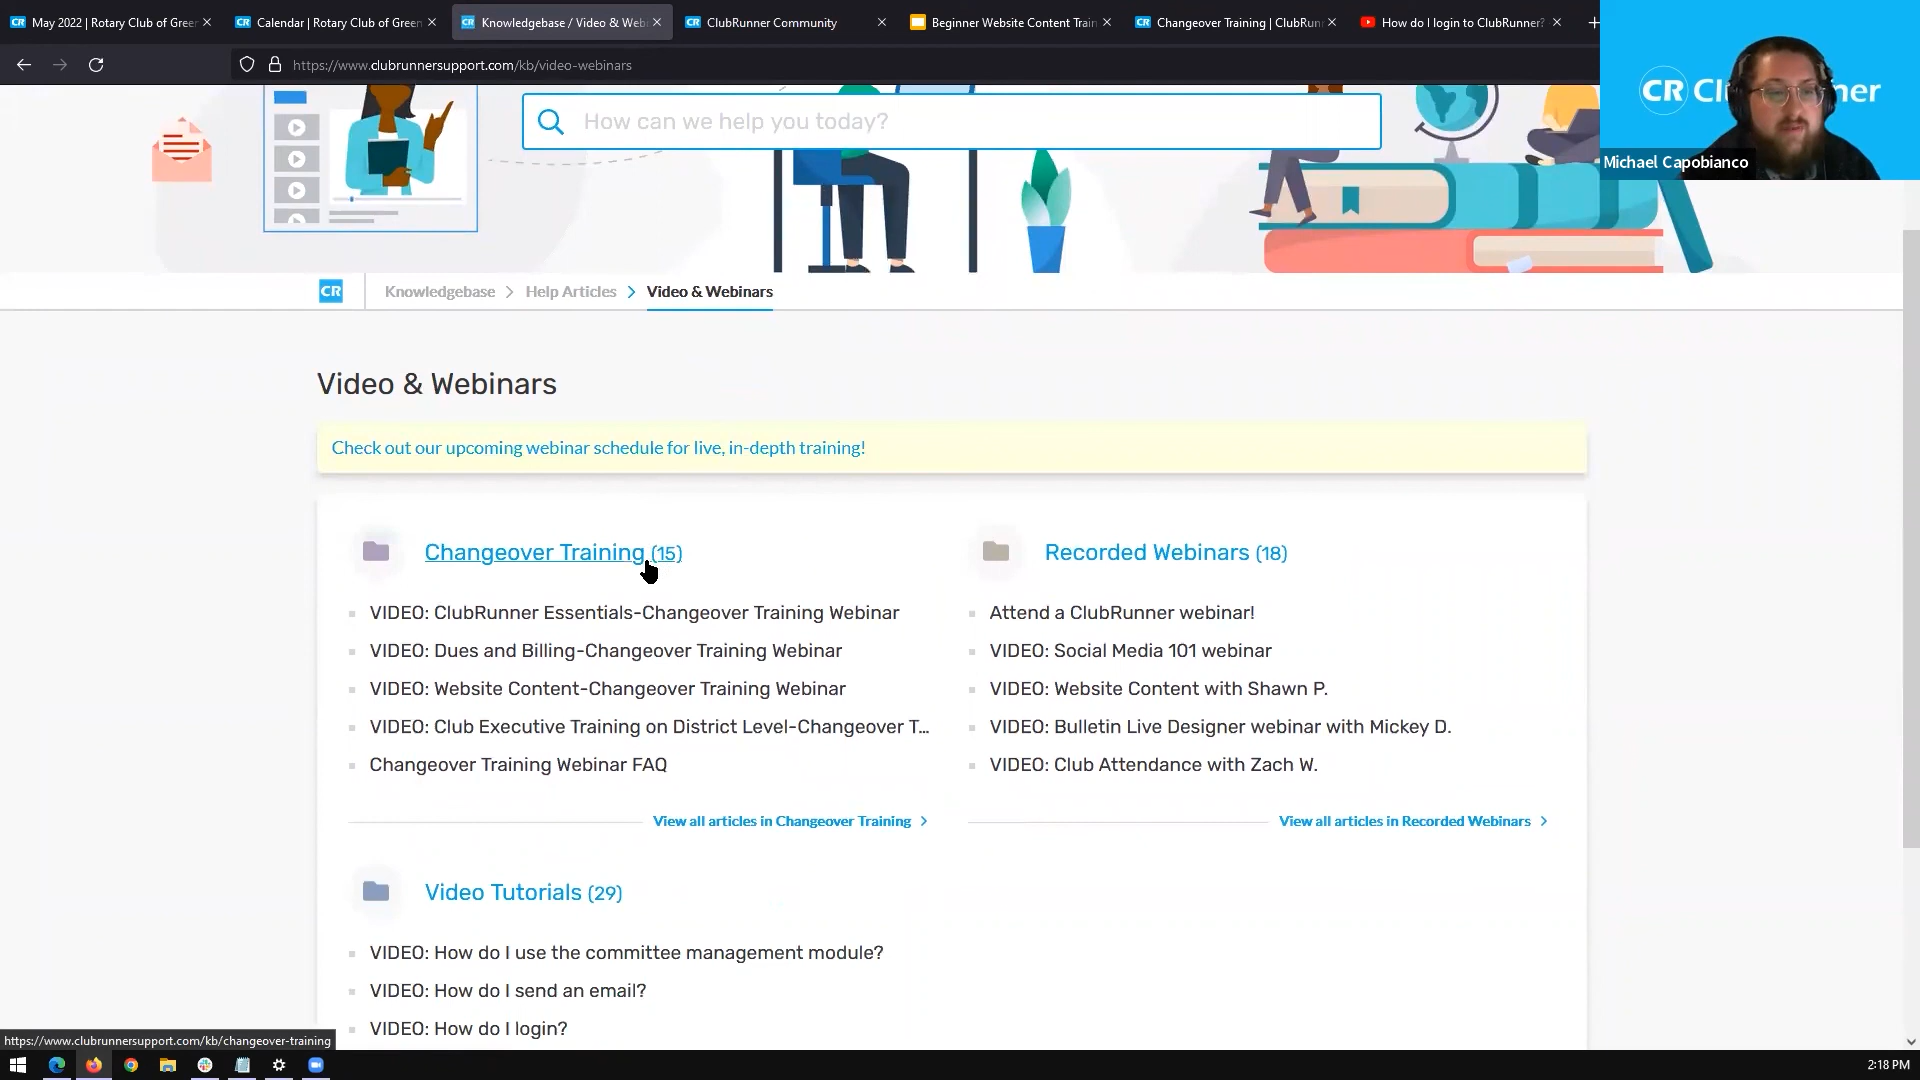 May 2022 | Rotary Club of Green
Calendar | Rotary Club of Green
Knowledgebase / Video & Web
ClubRunner Community
Beginner Website Content Train
Changeover Training | ClubRun
How do I login to ClubRunner?
https://www.clubrunnersupport.com/kb/video-webinars
How can we help you today?
CR Cl ner
Michael Capobianco
CR
Knowledgebase > Help Articles > Video & Webinars
Video & Webinars
Check out our upcoming webinar schedule for live, in-depth training!
Changeover Training (15)
VIDEO: ClubRunner Essentials-Changeover Training Webinar
VIDEO: Dues and Billing-Changeover Training Webinar
VIDEO: Website Content-Changeover Training Webinar
VIDEO: Club Executive Training on District Level-Changeover T...
Changeover Training Webinar FAQ
View all articles in Changeover Training >
Recorded Webinars (18)
Attend a ClubRunner webinar!
VIDEO: Social Media 101 webinar
VIDEO: Website Content with Shawn P.
VIDEO: Bulletin Live Designer webinar with Mickey D.
VIDEO: Club Attendance with Zach W.
View all articles in Recorded Webinars >
Video Tutorials (29)
VIDEO: How do I use the committee management module?
VIDEO: How do I send an email?
VIDEO: How do I login?
https://www.clubrunnersupport.com/kb/changeover-training
2:18 PM